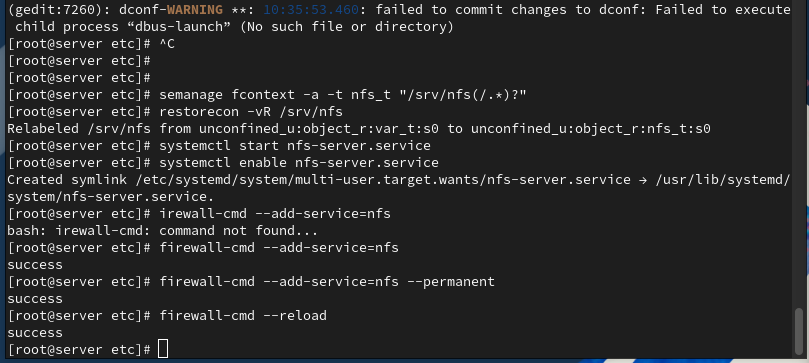 (gedit:7260): dconf-WARNING **: 10:35:53.460: failed to commit changes to dconf: Failed to execute
 child process “dbus-launch” (No such file or directory)
[root@server etc]# ^C
[root@server etc]#
[root@server etc]#
[root@server etc]# semanage fcontext -a -t nfs_t "/srv/nfs(/.*)?"
[root@server etc]# restorecon -vR /srv/nfs
Relabeled /srv/nfs from unconfined_u:object_r:var_t:s0 to unconfined_u:object_r:nfs_t:s0
[root@server etc]# systemctl start nfs-server.service
[root@server etc]# systemctl enable nfs-server.service
Created symlink /etc/systemd/system/multi-user.target.wants/nfs-server.service → /usr/lib/systemd/
system/nfs-server.service.
[root@server etc]# irewall-cmd --add-service=nfs
bash: irewall-cmd: command not found...
[root@server etc]# firewall-cmd --add-service=nfs
success
[root@server etc]# firewall-cmd --add-service=nfs --permanent
success
[root@server etc]# firewall-cmd --reload
success
[root@server etc]#